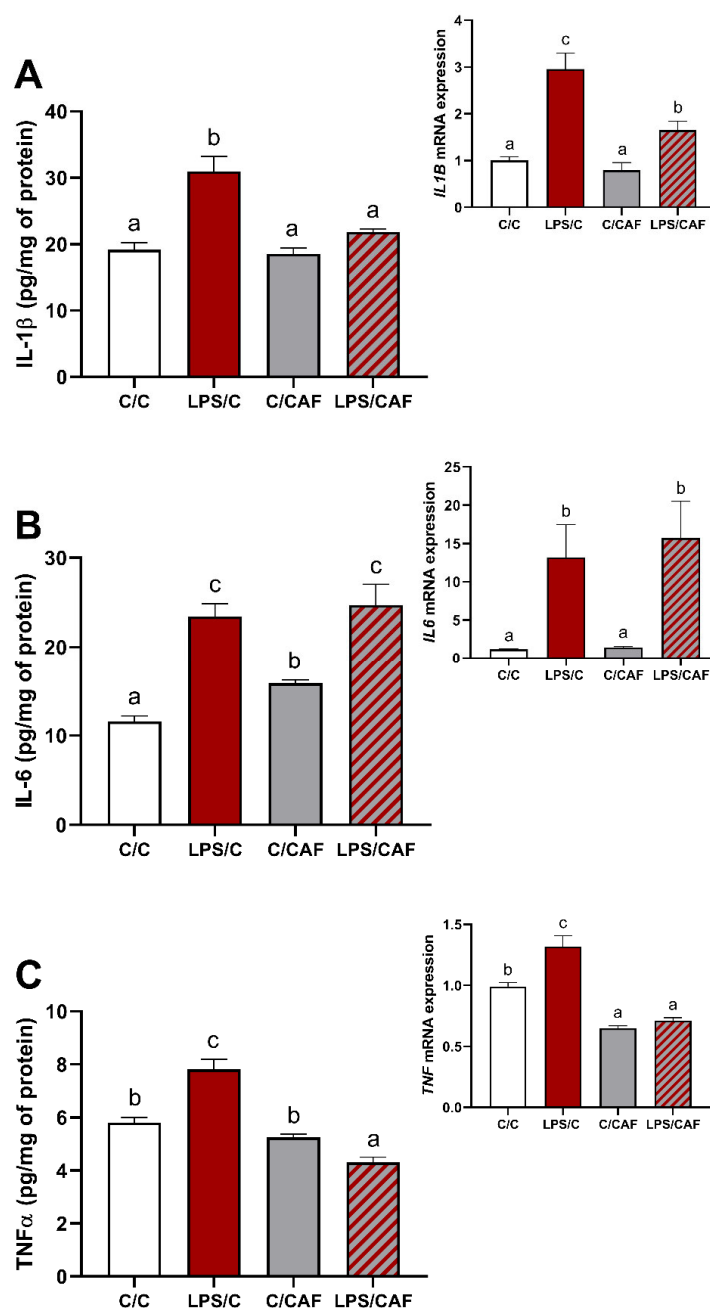 A
IL-1β (pg/mg of protein)
40
30
20
10
0
a
b
a
a
C/C LPS/C C/CAF LPS/CAF
IL1B mRNA expression
4
3
2
1
0
a
c
a
b
C/C LPS/C C/CAF LPS/CAF
B
IL-6 (pg/mg of protein)
30
20
10
0
a
c
b
c
C/C LPS/C C/CAF LPS/CAF
IL6 mRNA expression
25
20
15
10
5
0
a
b
a
b
C/C LPS/C C/CAF LPS/CAF
C
TNFα (pg/mg of protein)
10
8
6
4
2
0
b
c
b
a
C/C LPS/C C/CAF LPS/CAF
TNF mRNA expression
1.5
1.0
0.5
0.0
b
c
a
a
C/C LPS/C C/CAF LPS/CAF